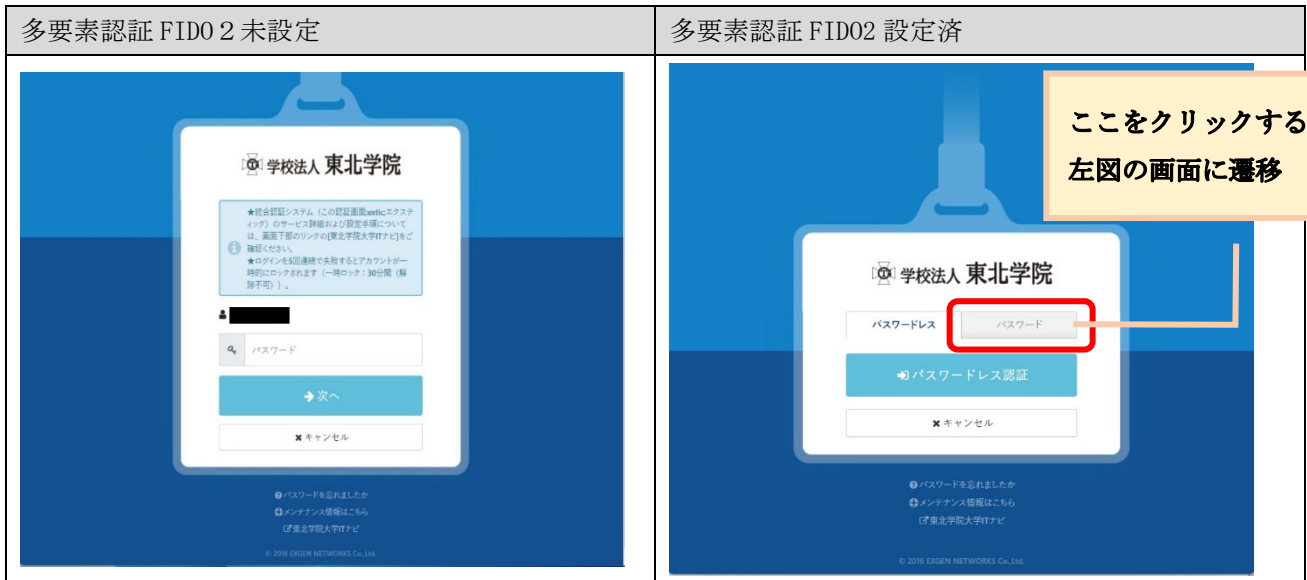 多要素認証 FIDO２未設定
学校法人 東北学院
★統合認証システム（この認証画面:extic:エクステ
ィック）のサービス詳細および設定手順について
は、画面下部のリンクの[東北学院大学ITナビ]をご
確認ください。
★ログインを5回連続で失敗するとアカウントが一
時的にロックされます（一時ロック：30分間（解
除不可））。
パスワード
次へ
キャンセル
パスワードを忘れましたか
メンテナンス情報はこちら
東北学院大学ITナビ
© 2016 EXGEN NETWORKS Co.,Ltd.
多要素認証 FIDO2 設定済
ここをクリックする
左図の画面に遷移
学校法人 東北学院
パスワードレス
パスワード
パスワードレス認証
キャンセル
パスワードを忘れましたか
メンテナンス情報はこちら
東北学院大学ITナビ
© 2016 EXGEN NETWORKS Co.,Ltd.